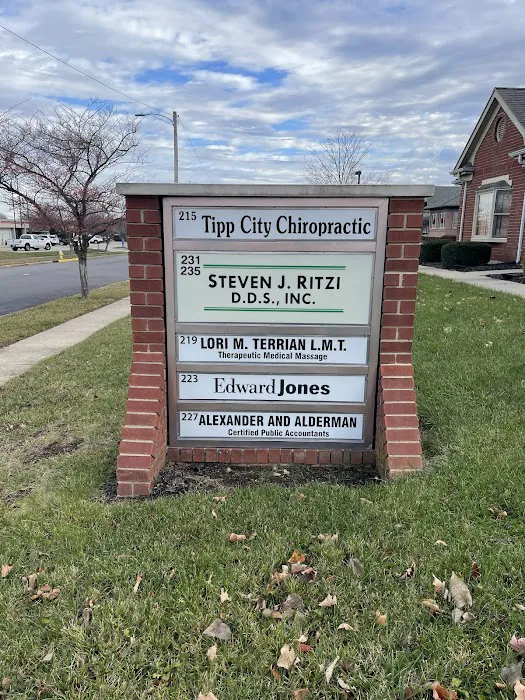 215 Tipp City Chiropractic
231
235
STEVEN J. RITZI
D.D.S., INC.
219 LORI M. TERRIAN L.M.T.
Therapeutic Medical Massage
223 Edward Jones
227 ALEXANDER AND ALDERMAN
Certified Public Accountants